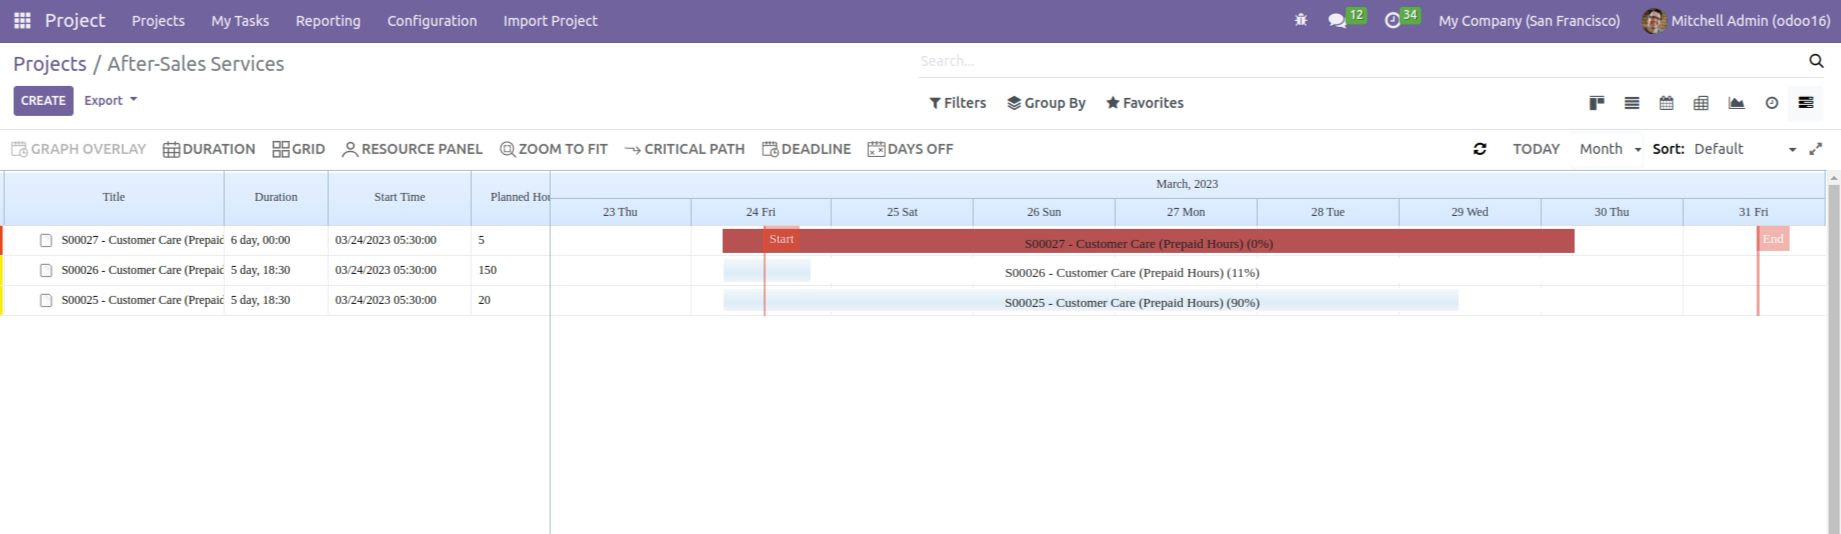 Project Projects My Tasks Reporting Configuration Import Project 12 34 My Company (San Francisco) Mitchell Admin (odoo16)
Projects / After-Sales Services Search...
CREATE Export Filters Group By Favorites
GRAPH OVERLAY DURATION GRID RESOURCE PANEL ZOOM TO FIT CRITICAL PATH DEADLINE DAYS OFF TODAY Month Sort: Default
March, 2023
Title Duration Start Time Planned Hou
23 Thu 24 Fri 25 Sat 26 Sun 27 Mon 28 Tue 29 Wed 30 Thu 31 Fri
S00027 - Customer Care (Prepaid 6 day, 00:00 03/24/2023 05:30:00 5 Start S00027 - Customer Care (Prepaid Hours) (0%) End
S00026 - Customer Care (Prepaid 5 day, 18:30 03/24/2023 05:30:00 150 S00026 - Customer Care (Prepaid Hours) (11%)
S00025 - Customer Care (Prepaid 5 day, 18:30 03/24/2023 05:30:00 20 S00025 - Customer Care (Prepaid Hours) (90%)